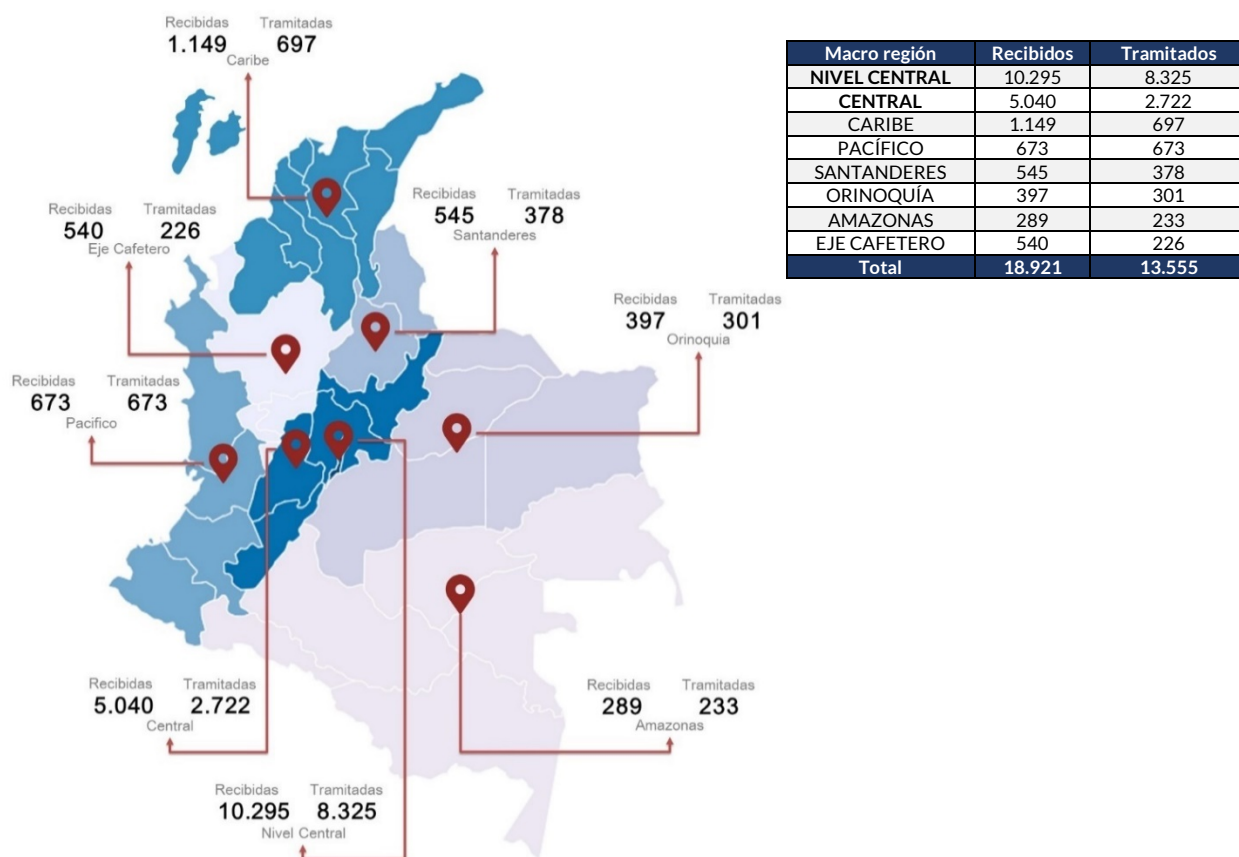 Recibidas Tramitadas
1.149 697
Caribe
Recibidas Tramitadas
545 378
Santanderes
Recibidas Tramitadas
540 226
Eje Cafetero
Recibidas Tramitadas
397 301
Orinoquia
Recibidas Tramitadas
673 673
Pacifico
Recibidas Tramitadas
5.040 2.722
Central
Recibidas Tramitadas
289 233
Amazonas
Recibidas Tramitadas
10.295 8.325
Nivel Central
Macro región Recibidos Tramitados
NIVEL CENTRAL 10.295 8.325
CENTRAL 5.040 2.722
CARIBE 1.149 697
PACÍFICO 673 673
SANTANDERES 545 378
ORINOQUÍA 397 301
AMAZONAS 289 233
EJE CAFETERO 540 226
Total 18.921 13.555